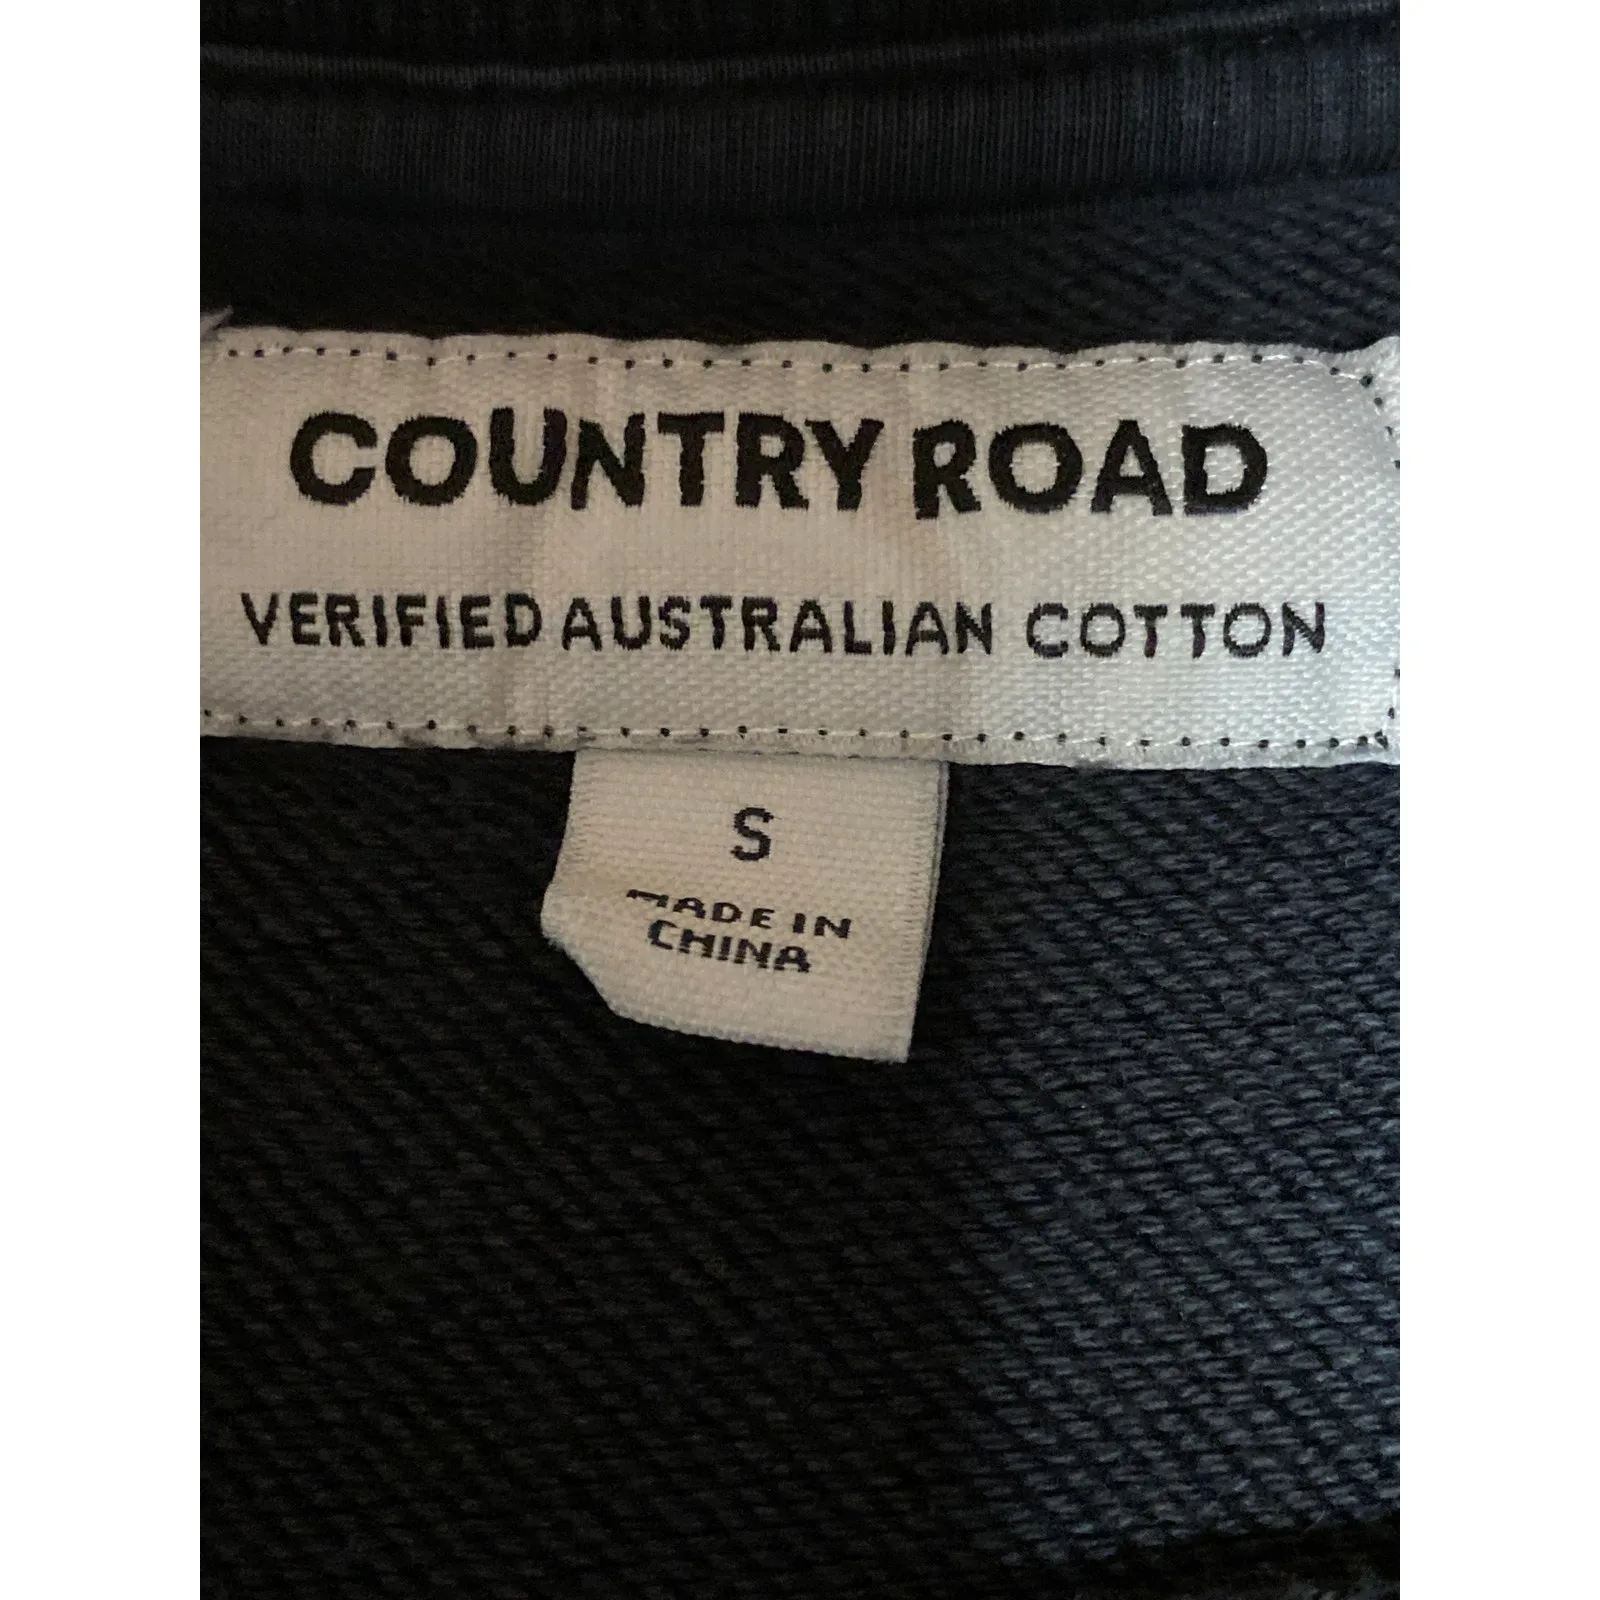 COUNTRY ROAD
VERIFIED AUSTRALIAN COTTON
S
MADE IN
CHINA